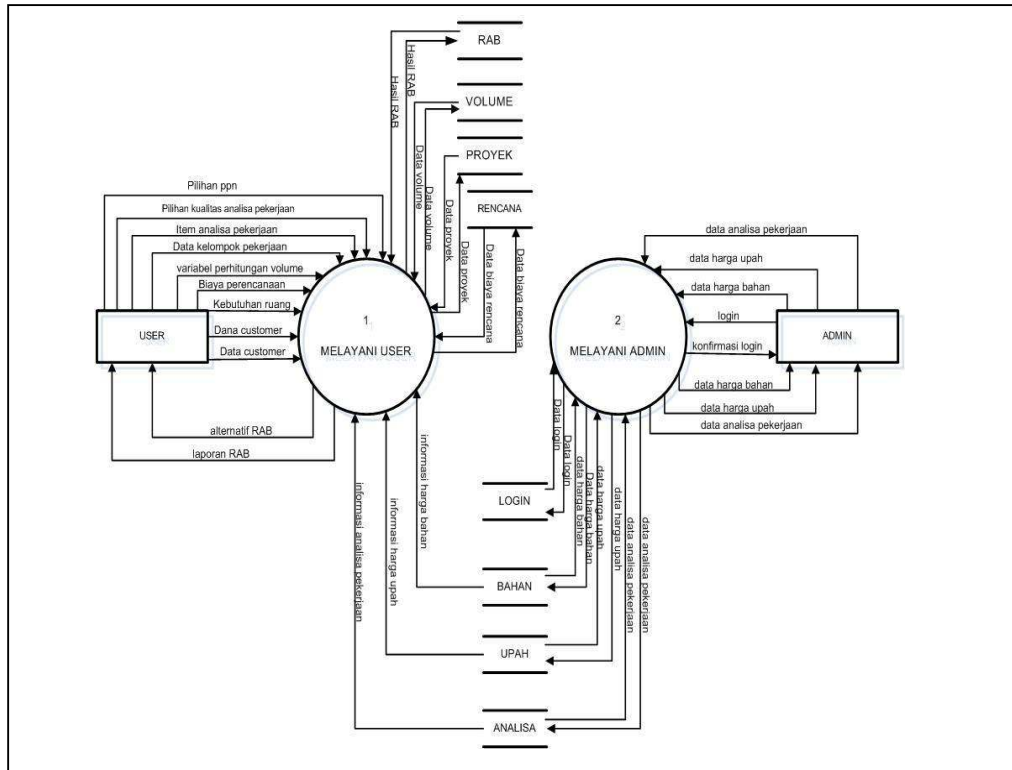 RAB
Hasil RAB
Hasil RAB
VOLUME
Data volume
Data volume
PROYEK
Data proyek
Data proyek
RENCANA
Data biaya rencana
Data biaya rencana
Pilihan ppn
Pilihan kualitas analisa pekerjaan
Item analisa pekerjaan
Data kelompok pekerjaan
variabel perhitungan volume
Biaya perencanaan
Kebutuhan ruang
Dana customer
Data customer
USER
alternatif RAB
laporan RAB
1
MELAYANI USER
2
MELAYANI ADMIN
data analisa pekerjaan
data harga upah
data harga bahan
login
konfirmasi login
data harga bahan
data harga upah
data analisa pekerjaan
ADMIN
informasi analisa pekerjaan
informasi harga upah
informasi harga bahan
LOGIN
Data login
Data login
BAHAN
data harga bahan
Data harga bahan
UPAH
data harga upah
data harga upah
ANALISA
data analisa pekerjaan
data analisa pekerjaan